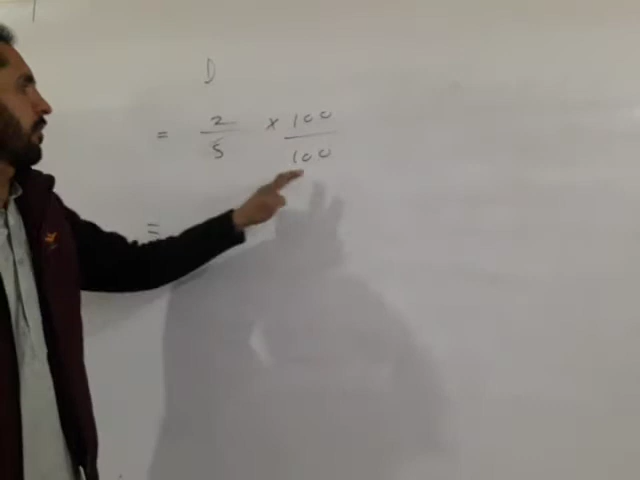 D
= 2/5 × 100/100
=